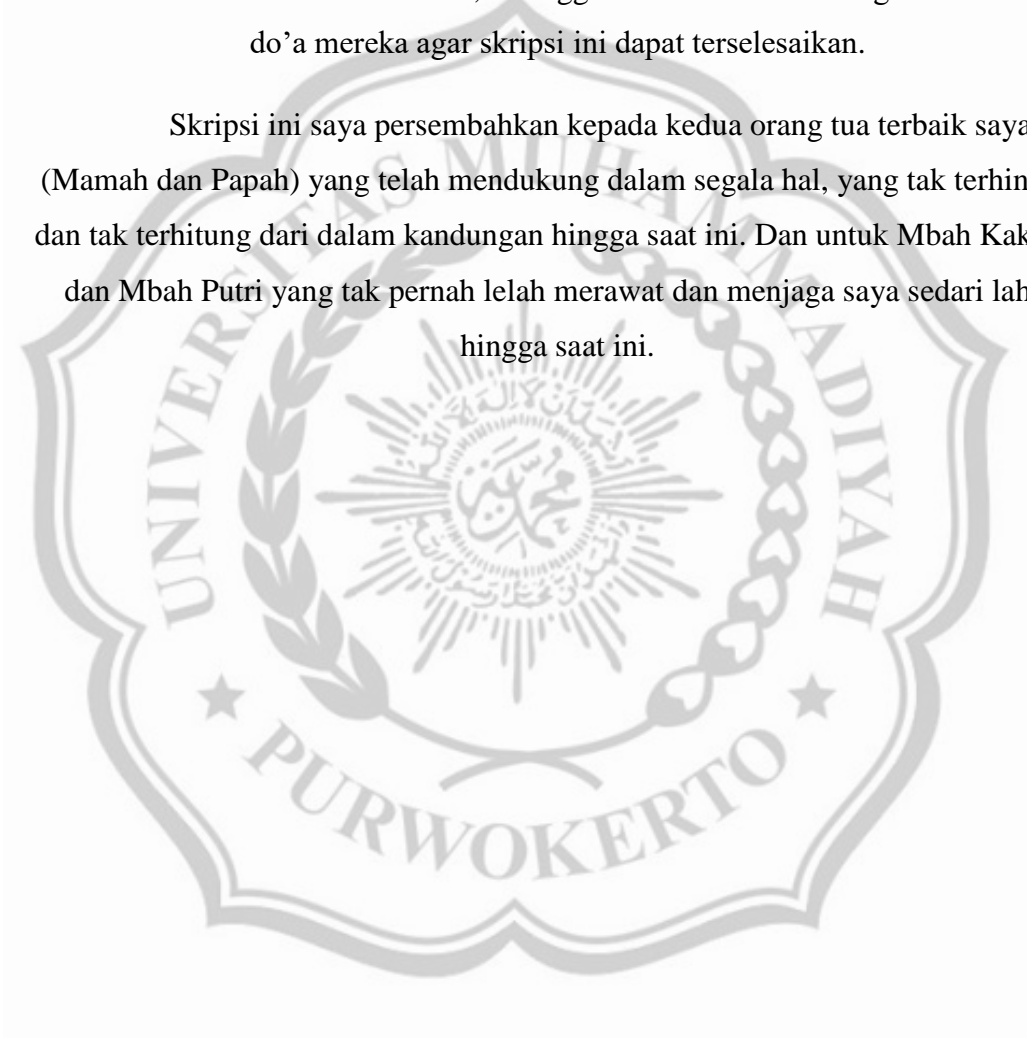 do’a mereka agar skripsi ini dapat terselesaikan.
Skripsi ini saya persembahkan kepada kedua orang tua terbaik saya
(Mamah dan Papah) yang telah mendukung dalam segala hal, yang tak
dan tak terhitung dari dalam kandungan hingga saat ini. Dan untuk Mbah
dan Mbah Putri yang tak pernah lelah merawat dan menjaga saya sedari
hingga saat ini.
UNIVERSITAS MUHAMMADIYAH
PURWOKERTO